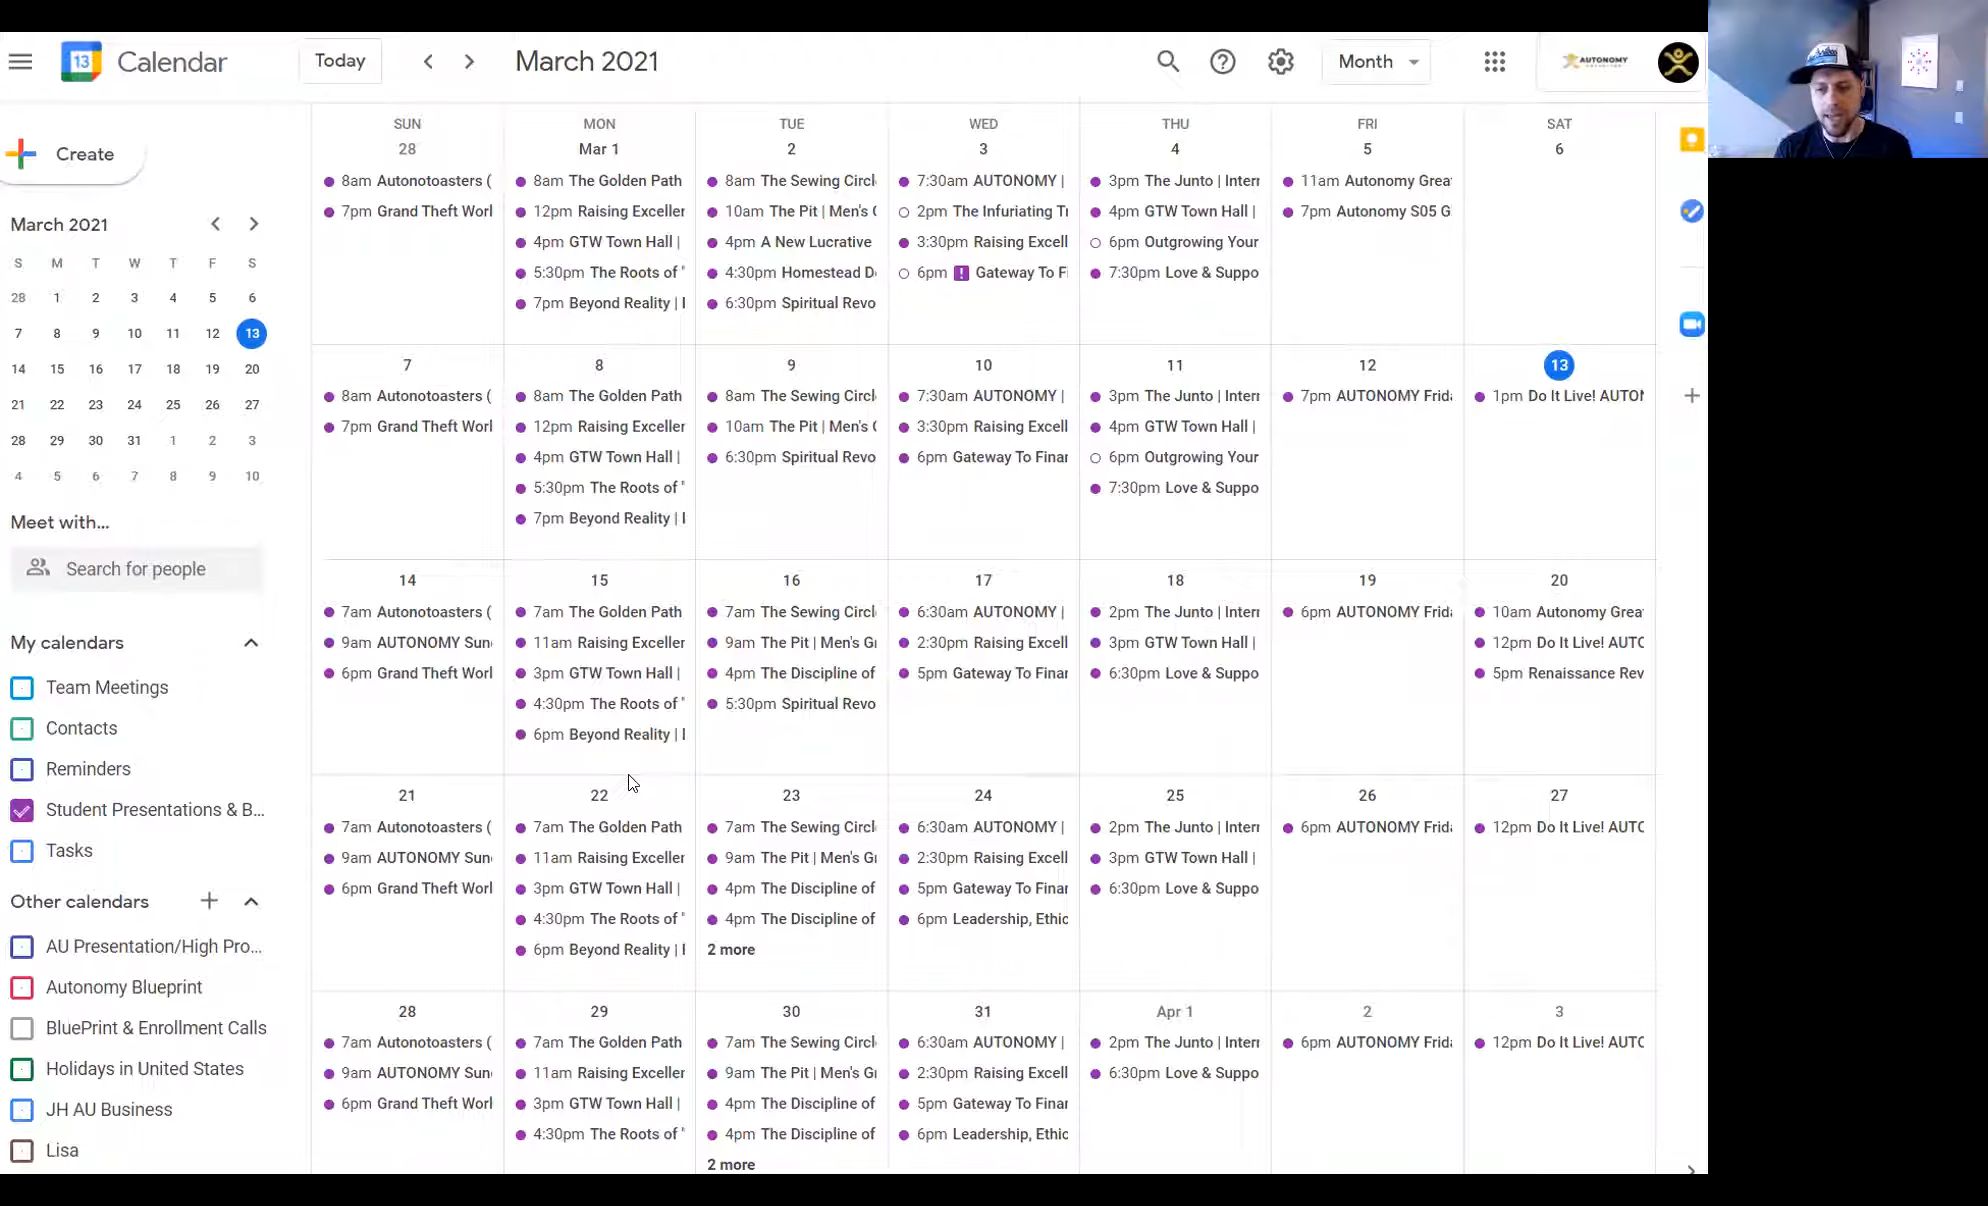 13
Calendar
Today
March 2021
Month
AUTONOMY
Create
March 2021
S M T W T F S
28 1 2 3 4 5 6
7 8 9 10 11 12 13
14 15 16 17 18 19 20
21 22 23 24 25 26 27
28 29 30 31 1 2 3
4 5 6 7 8 9 10
Meet with...
Search for people
My calendars
Team Meetings
Contacts
Reminders
Student Presentations & B...
Tasks
Other calendars
AU Presentation/High Pro...
Autonomy Blueprint
BluePrint & Enrollment Calls
Holidays in United States
JH AU Business
Lisa
SUN MON TUE WED THU FRI SAT
28 Mar 1 2 3 4 5 6
8am Autonotoasters (
7pm Grand Theft Worl
8am The Golden Path
12pm Raising Exceller
4pm GTW Town Hall |
5:30pm The Roots of "
7pm Beyond Reality | I
8am The Sewing Circl
10am The Pit | Men's G
4pm A New Lucrative
4:30pm Homestead D
6:30pm Spiritual Revo
7:30am AUTONOMY |
2pm The Infuriating Tr
3:30pm Raising Excell
6pm ! Gateway To Fi
3pm The Junto | Intern
4pm GTW Town Hall |
6pm Outgrowing Your
7:30pm Love & Suppo
11am Autonomy Grea
7pm Autonomy S05 G
7 8 9 10 11 12 13
8am Autonotoasters (
7pm Grand Theft Worl
8am The Golden Path
12pm Raising Exceller
4pm GTW Town Hall |
5:30pm The Roots of "
7pm Beyond Reality | I
8am The Sewing Circl
10am The Pit | Men's G
6:30pm Spiritual Revo
7:30am AUTONOMY |
3:30pm Raising Excell
6pm Gateway To Finar
3pm The Junto | Intern
4pm GTW Town Hall |
6pm Outgrowing Your
7:30pm Love & Suppo
7pm AUTONOMY Frida
1pm Do It Live! AUTON
14 15 16 17 18 19 20
7am Autonotoasters (
9am AUTONOMY Sun
6pm Grand Theft Worl
7am The Golden Path
11am Raising Exceller
3pm GTW Town Hall |
4:30pm The Roots of "
6pm Beyond Reality | I
7am The Sewing Circl
9am The Pit | Men's Gr
4pm The Discipline of
5:30pm Spiritual Revo
6:30am AUTONOMY |
2:30pm Raising Excell
5pm Gateway To Finar
2pm The Junto | Intern
3pm GTW Town Hall |
6:30pm Love & Suppo
6pm AUTONOMY Frida
10am Autonomy Grea
12pm Do It Live! AUTO
5pm Renaissance Rev
21 22 23 24 25 26 27
7am Autonotoasters (
9am AUTONOMY Sun
6pm Grand Theft Worl
7am The Golden Path
11am Raising Exceller
3pm GTW Town Hall |
4:30pm The Roots of "
6pm Beyond Reality | I
7am The Sewing Circl
9am The Pit | Men's Gr
4pm The Discipline of
4pm The Discipline of
2 more
6:30am AUTONOMY |
2:30pm Raising Excell
5pm Gateway To Finar
6pm Leadership, Ethic
2pm The Junto | Intern
3pm GTW Town Hall |
6:30pm Love & Suppo
6pm AUTONOMY Frida
12pm Do It Live! AUTO
28 29 30 31 Apr 1 2 3
7am Autonotoasters (
9am AUTONOMY Sun
6pm Grand Theft Worl
7am The Golden Path
11am Raising Exceller
3pm GTW Town Hall |
4:30pm The Roots of "
7am The Sewing Circl
9am The Pit | Men's Gr
4pm The Discipline of
4pm The Discipline of
2 more
6:30am AUTONOMY |
2:30pm Raising Excell
5pm Gateway To Finar
6pm Leadership, Ethic
2pm The Junto | Intern
6:30pm Love & Suppo
6pm AUTONOMY Frida
12pm Do It Live! AUTO